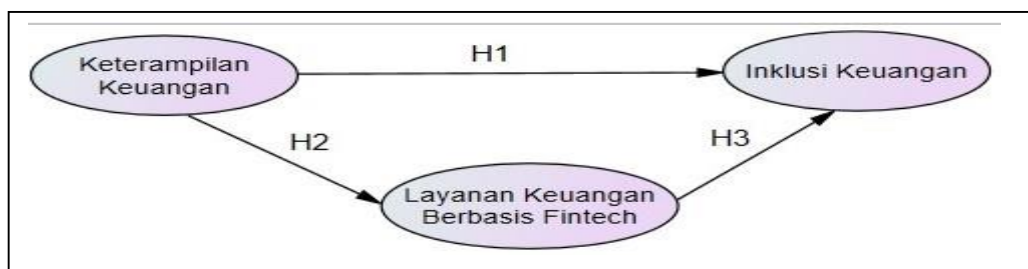 Keterampilan
Keuangan
H1
Inklusi Keuangan
H2
H3
Layanan Keuangan
Berbasis Fintech